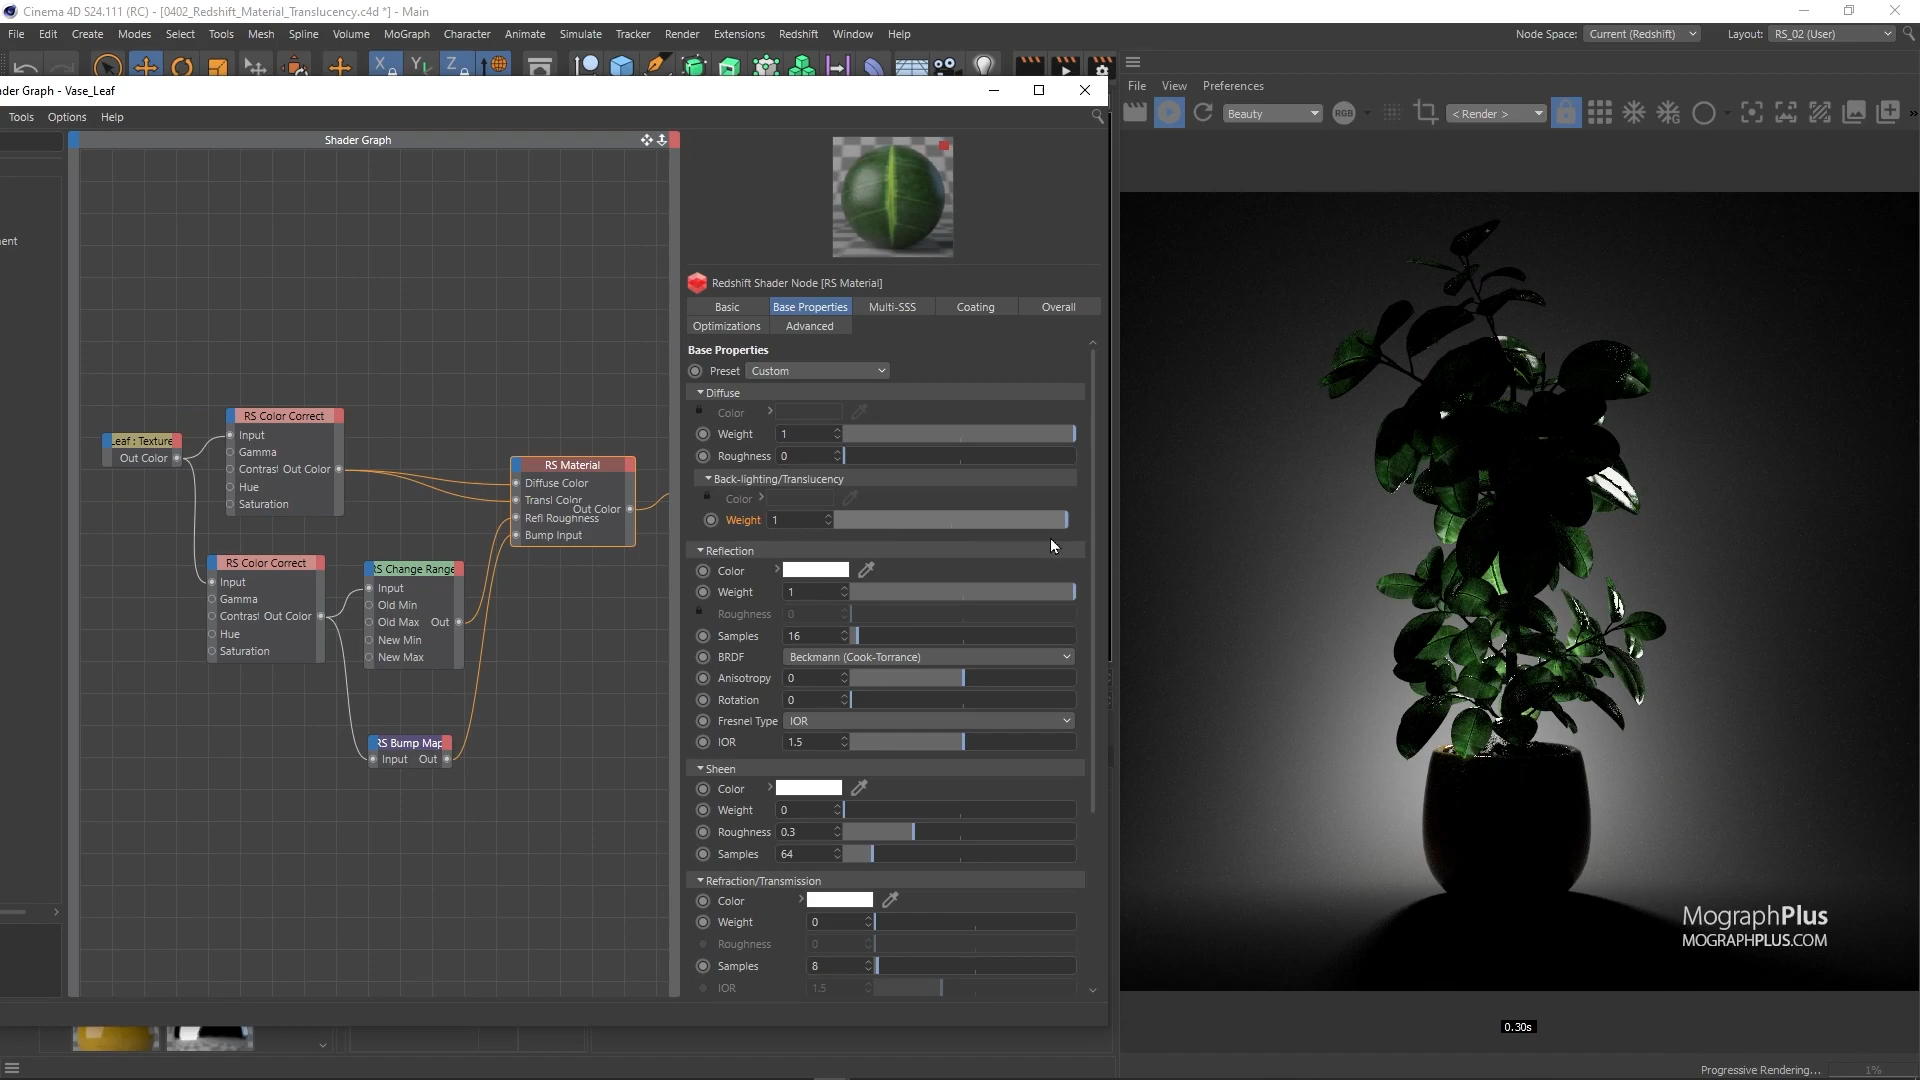 Cinema 4D S24.111 (RC) - [0402_Redshift_Material_Translucency.c4d *] - Main
File Edit Create Modes Select Tools Mesh Spline Volume MoGraph Character Animate Simulate Tracker Render Extensions Redshift Window Help
Node Space: Current (Redshift) Layout: RS_02 (User)
X Y Z
der Graph - Vase_Leaf
Tools Options Help
Shader Graph
ent
RS Color Correct
Input
Gamma
Contrast Out Color
Hue
Saturation
Leaf : Texture
Out Color
RS Material
Diffuse Color
Transl Color
Out Color
Refl Roughness
Bump Input
RS Color Correct
Input
Gamma
Contrast Out Color
Hue
Saturation
RS Change Range
Input
Old Min
Old Max Out
New Min
New Max
RS Bump Map
Input Out
Redshift Shader Node [RS Material]
Basic Base Properties Multi-SSS Coating Overall
Optimizations Advanced
Base Properties
Preset Custom
Diffuse
Color
Weight 1
Roughness 0
Back-lighting/Translucency
Color
Weight 1
Reflection
Color
Weight 1
Roughness 0
Samples 16
BRDF Beckmann (Cook-Torrance)
Anisotropy 0
Rotation 0
Fresnel Type IOR
IOR 1.5
Sheen
Color
Weight 0
Roughness 0.3
Samples 64
Refraction/Transmission
Color
Weight 0
Roughness 0
Samples 8
IOR 1.5
File View Preferences
Beauty RGB < Render >
MographPlus
MOGRAPHPLUS.COM
0.30s
Progressive Rendering... 1%